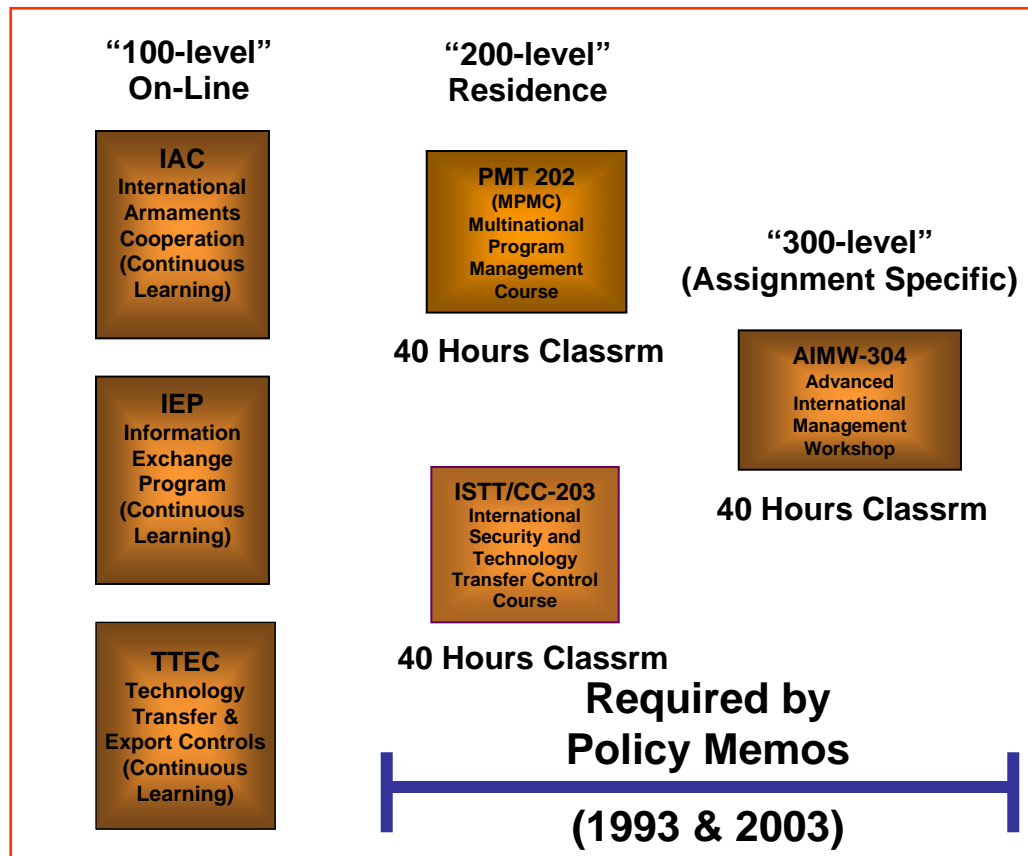 “100-level”
On-Line
IAC
International
Armaments
Cooperation
(Continuous
Learning)
IEP
Information
Exchange
Program
(Continuous
Learning)
TTEC
Technology
Transfer &
Export Controls
(Continuous
Learning)
“200-level”
Residence
PMT 202
(MPMC)
Multinational
Program
Management
Course
40 Hours Classrm
ISTT/CC-203
International
Security and
Technology
Transfer Control
Course
40 Hours Classrm
“300-level”
(Assignment Specific)
AIMW-304
Advanced
International
Management
Workshop
40 Hours Classrm
Required by
Policy Memos
(1993 & 2003)